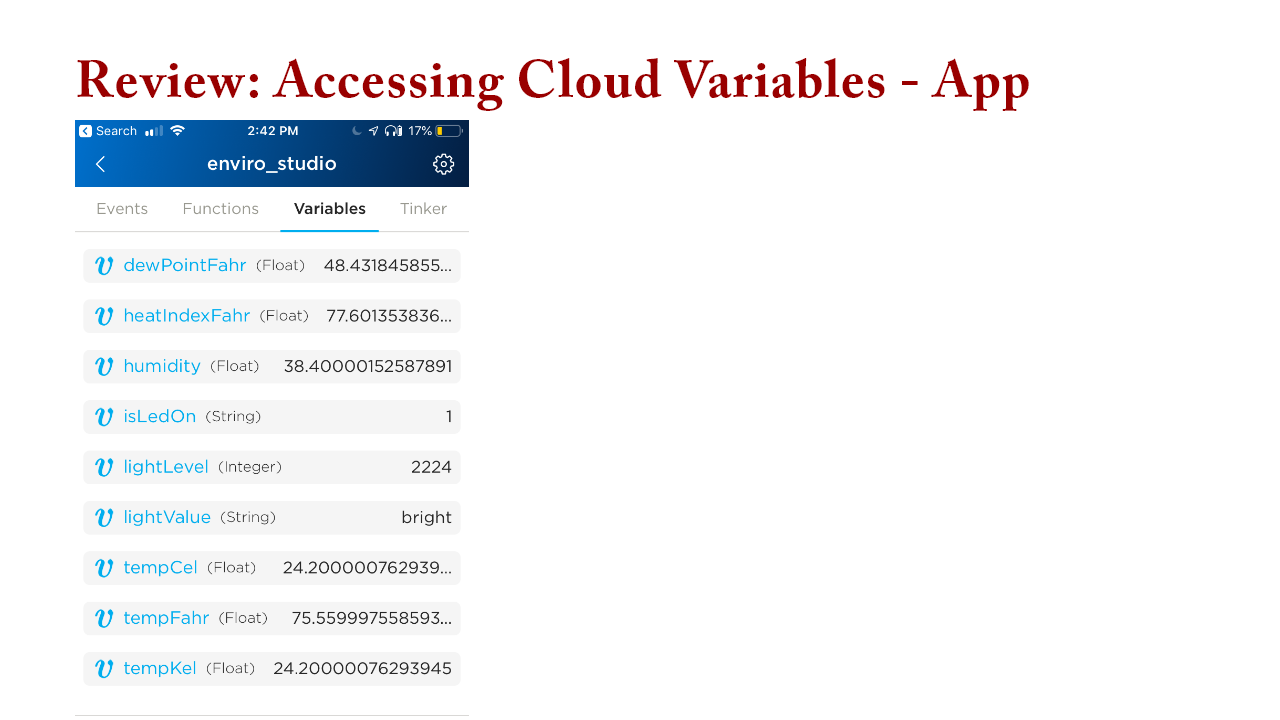 Review: Accessing Cloud Variables - App
Search 2:42 PM 17%
enviro_studio
Events Functions Variables Tinker
v dewPointFahr (Float) 48.431845855...
v heatIndexFahr (Float) 77.601353836...
v humidity (Float) 38.40000152587891
v isLedOn (String) 1
v lightLevel (Integer) 2224
v lightValue (String) bright
v tempCel (Float) 24.200000762939...
v tempFahr (Float) 75.559997558593...
v tempKel (Float) 24.20000076293945